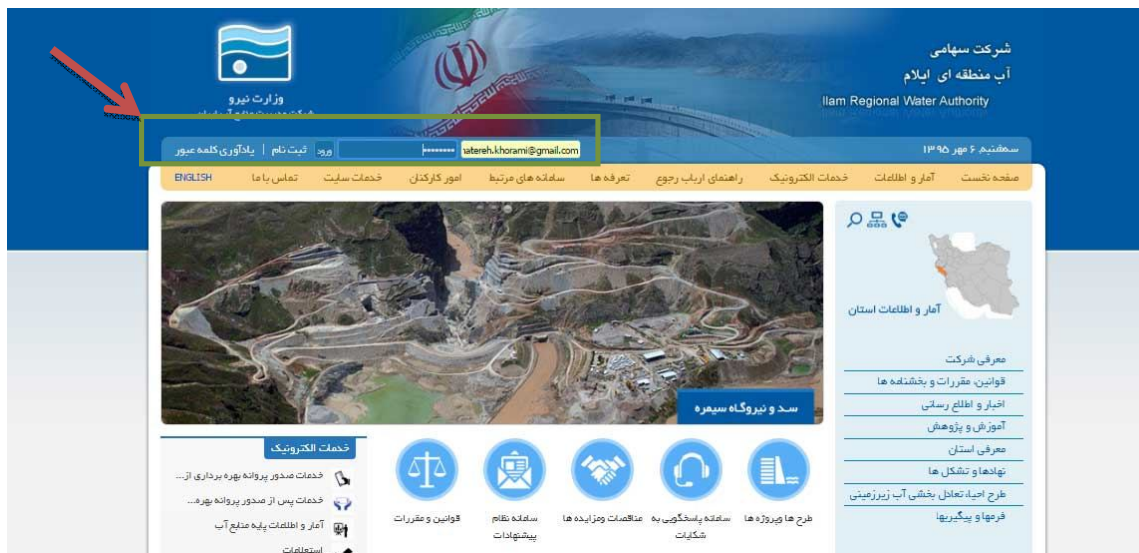 شرکت سهامی
آب منطقه ای ایلام
Ilam Regional Water Authority
وزارت نیرو
سه‌شنبه, ۶ مهر ۱۳۹۵
natereh.khorami@gmail.com
••••••••
ورود
ثبت نام | یادآوری کلمه عبور
صفحه نخست
آمار و اطلاعات
خدمات الکترونیک
راهنمای ارباب رجوع
تعرفه ها
سامانه های مرتبط
امور کارکنان
خدمات سایت
تماس با ما
ENGLISH
آمار و اطلاعات استان
معرفی شرکت
قوانین، مقررات و بخشنامه ها
اخبار و اطلاع رسانی
آموزش و پژوهش
معرفی استان
نهادها و تشکل ها
طرح احیاء تعادل بخشی آب زیرزمینی
فرمها و پیگیریها
سد و نیروگاه سیمره
طرح ها وپروژه ها
سامانه پاسخگویی به
شکایات
مناقصات ومزایده ها
سامانه نظام
پیشنهادات
قوانین و مقررات
خدمات الکترونیک
خدمات صدور پروانه بهره برداری از...
خدمات پس از صدور پروانه بهره...
آمار و اطلاعات پایه منابع آب
استعلامات